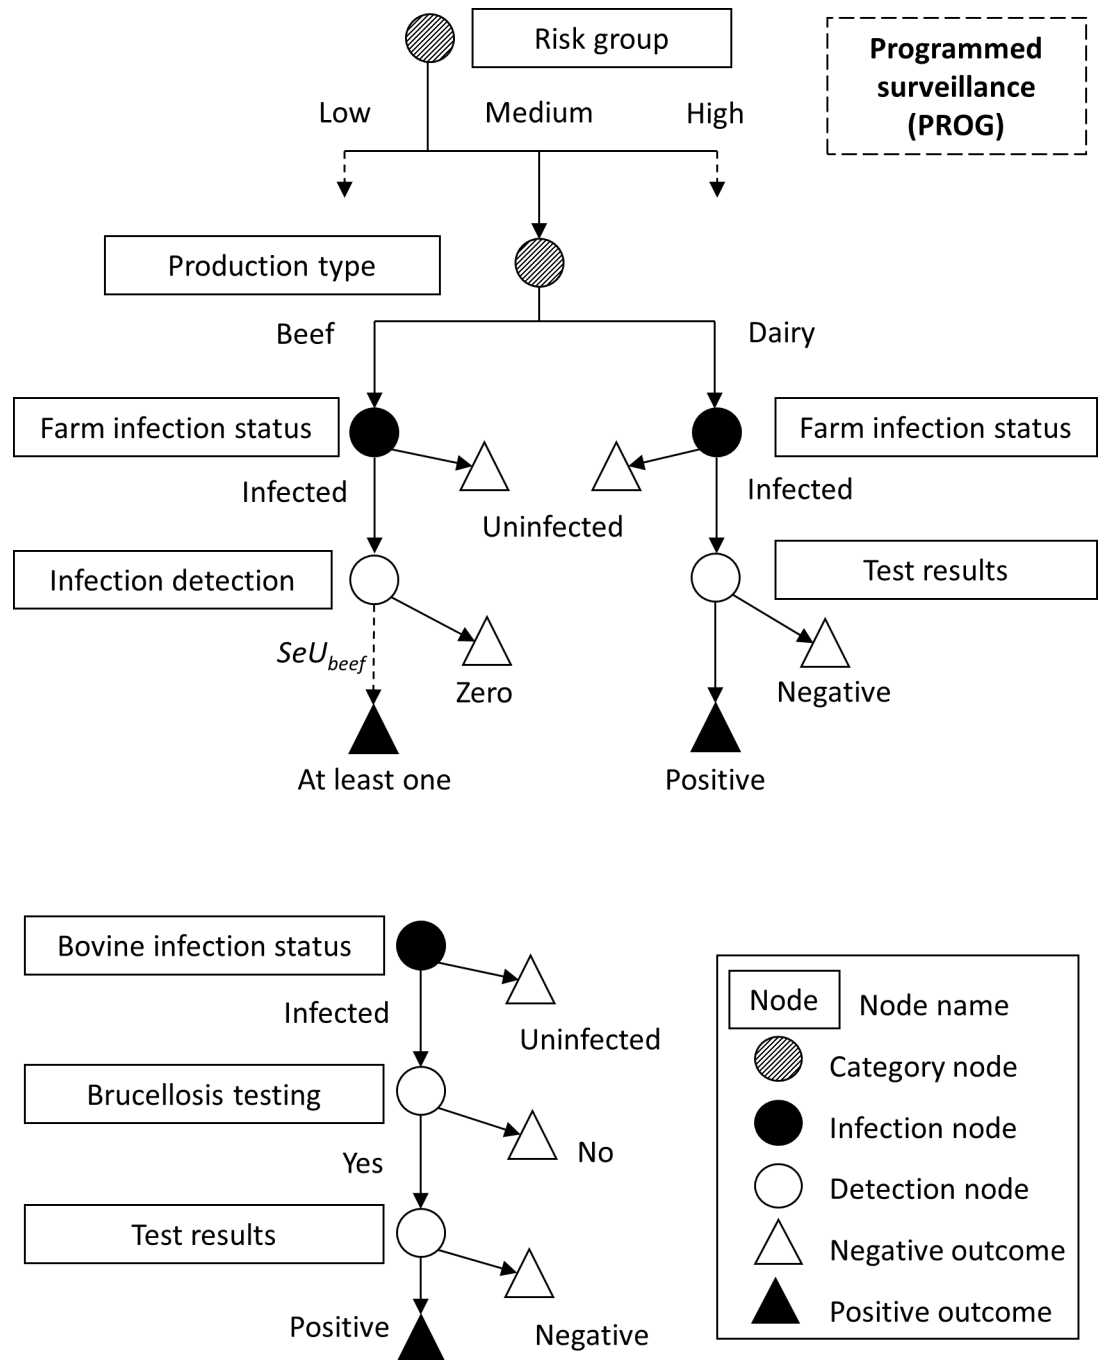 Risk group
Programmed
surveillance
(PROG)
Low
Medium
High
Production type
Beef
Dairy
Farm infection status
Farm infection status
Infected
Uninfected
Infected
Infection detection
Test results
SeUbeef
Zero
Negative
At least one
Positive
Bovine infection status
Infected
Uninfected
Brucellosis testing
Yes
No
Test results
Positive
Negative
Node
Node name
Category node
Infection node
Detection node
Negative outcome
Positive outcome